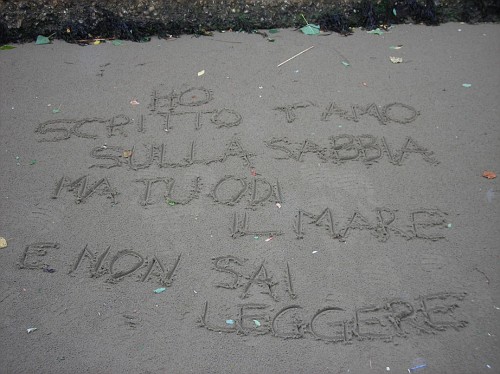 HO
SCRITTO T'AMO
SULLA SABBIA
MA TU ODI
IL MARE
E NON SAI
LEGGERE